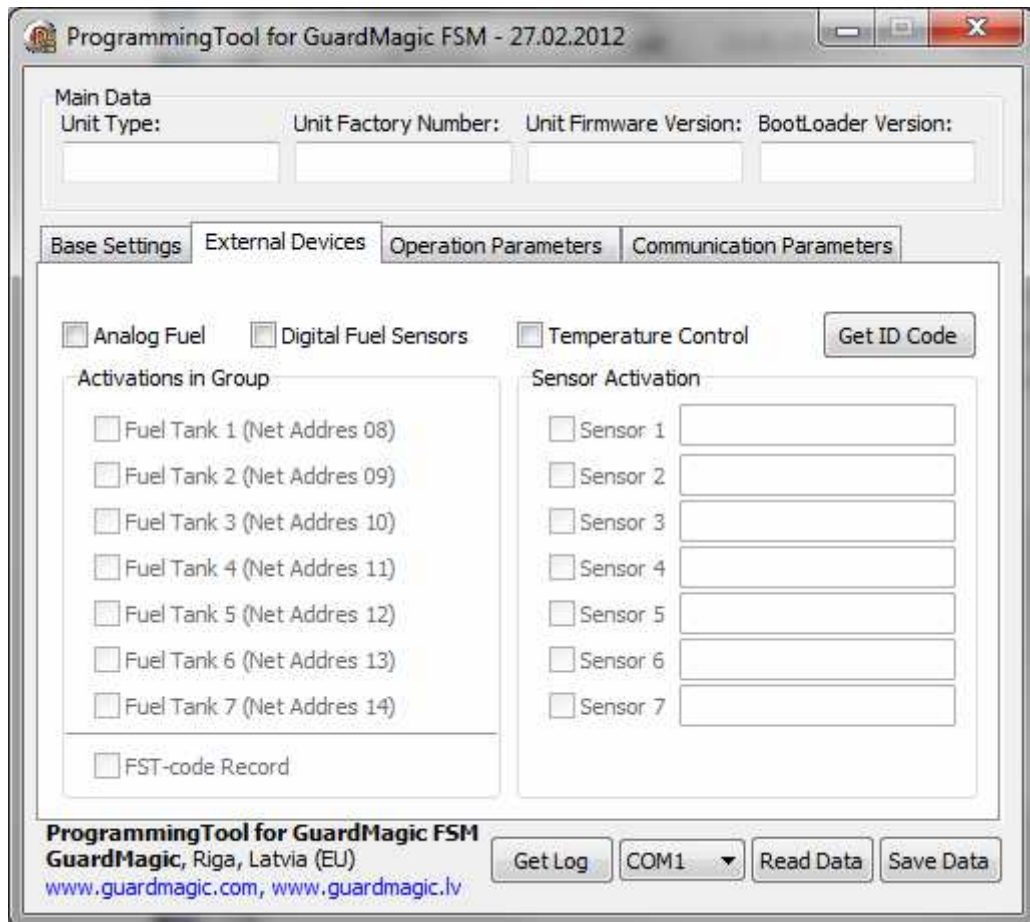 ProgrammingTool for GuardMagic FSM - 27.02.2012
Main Data
Unit Type: Unit Factory Number: Unit Firmware Version: BootLoader Version:
Base Settings External Devices Operation Parameters Communication Parameters
Analog Fuel Digital Fuel Sensors Temperature Control Get ID Code
Activations in Group Sensor Activation
Fuel Tank 1 (Net Addres 08) Sensor 1
Fuel Tank 2 (Net Addres 09) Sensor 2
Fuel Tank 3 (Net Addres 10) Sensor 3
Fuel Tank 4 (Net Addres 11) Sensor 4
Fuel Tank 5 (Net Addres 12) Sensor 5
Fuel Tank 6 (Net Addres 13) Sensor 6
Fuel Tank 7 (Net Addres 14) Sensor 7
FST-code Record
ProgrammingTool for GuardMagic FSM
GuardMagic, Riga, Latvia (EU)
www.guardmagic.com, www.guardmagic.lv
Get Log COM1 Read Data Save Data